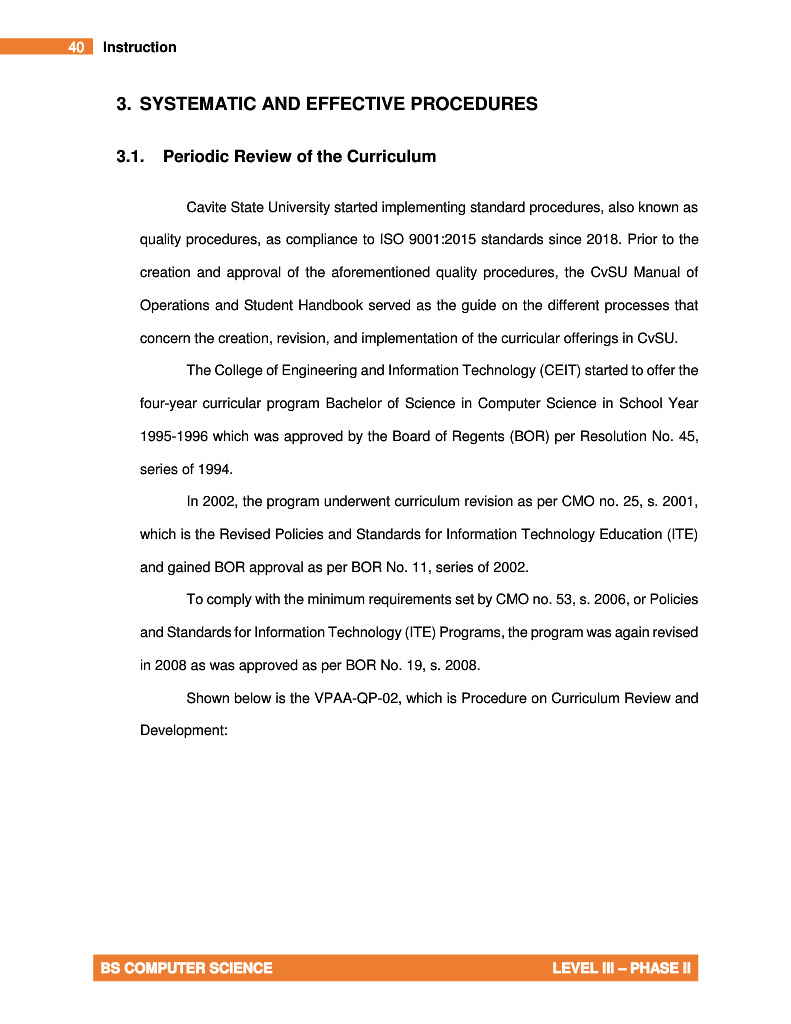 40 Instruction
3. SYSTEMATIC AND EFFECTIVE PROCEDURES
3.1. Periodic Review of the Curriculum
Cavite State University started implementing standard procedures, also known as
quality procedures, as compliance to ISO 9001:2015 standards since 2018. Prior to the
creation and approval of the aforementioned quality procedures, the CvSU Manual of
Operations and Student Handbook served as the guide on the different processes that
concern the creation, revision, and implementation of the curricular offerings in CvSU.
The College of Engineering and Information Technology (CEIT) started to offer the
four-year curricular program Bachelor of Science in Computer Science in School Year
1995-1996 which was approved by the Board of Regents (BOR) per Resolution No. 45,
series of 1994.
In 2002, the program underwent curriculum revision as per CMO no. 25, s. 2001,
which is the Revised Policies and Standards for Information Technology Education (ITE)
and gained BOR approval as per BOR No. 11, series of 2002.
To comply with the minimum requirements set by CMO no. 53, s. 2006, or Policies
and Standards for Information Technology (ITE) Programs, the program was again revised
in 2008 as was approved as per BOR No. 19, s. 2008.
Shown below is the VPAA-QP-02, which is Procedure on Curriculum Review and
Development:
BS COMPUTER SCIENCE LEVEL III – PHASE II